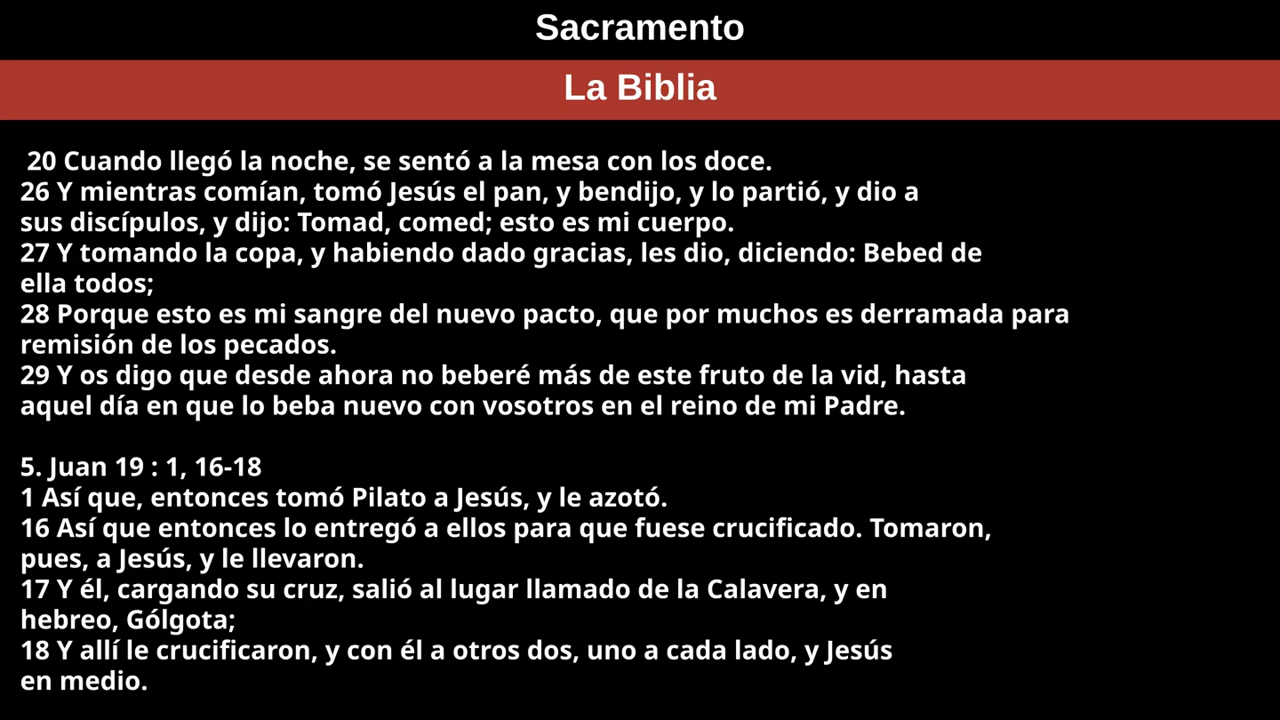 Sacramento
La Biblia
20 Cuando llegó la noche, se sentó a la mesa con los doce.
26 Y mientras comían, tomó Jesús el pan, y bendijo, y lo partió, y dio a
sus discípulos, y dijo: Tomad, comed; esto es mi cuerpo.
27 Y tomando la copa, y habiendo dado gracias, les dio, diciendo: Bebed de
ella todos;
28 Porque esto es mi sangre del nuevo pacto, que por muchos es derramada para
remisión de los pecados.
29 Y os digo que desde ahora no beberé más de este fruto de la vid, hasta
aquel día en que lo beba nuevo con vosotros en el reino de mi Padre.
5. Juan 19 : 1, 16-18
1 Así que, entonces tomó Pilato a Jesús, y le azotó.
16 Así que entonces lo entregó a ellos para que fuese crucificado. Tomaron,
pues, a Jesús, y le llevaron.
17 Y él, cargando su cruz, salió al lugar llamado de la Calavera, y en
hebreo, Gólgota;
18 Y allí le crucificaron, y con él a otros dos, uno a cada lado, y Jesús
en medio.